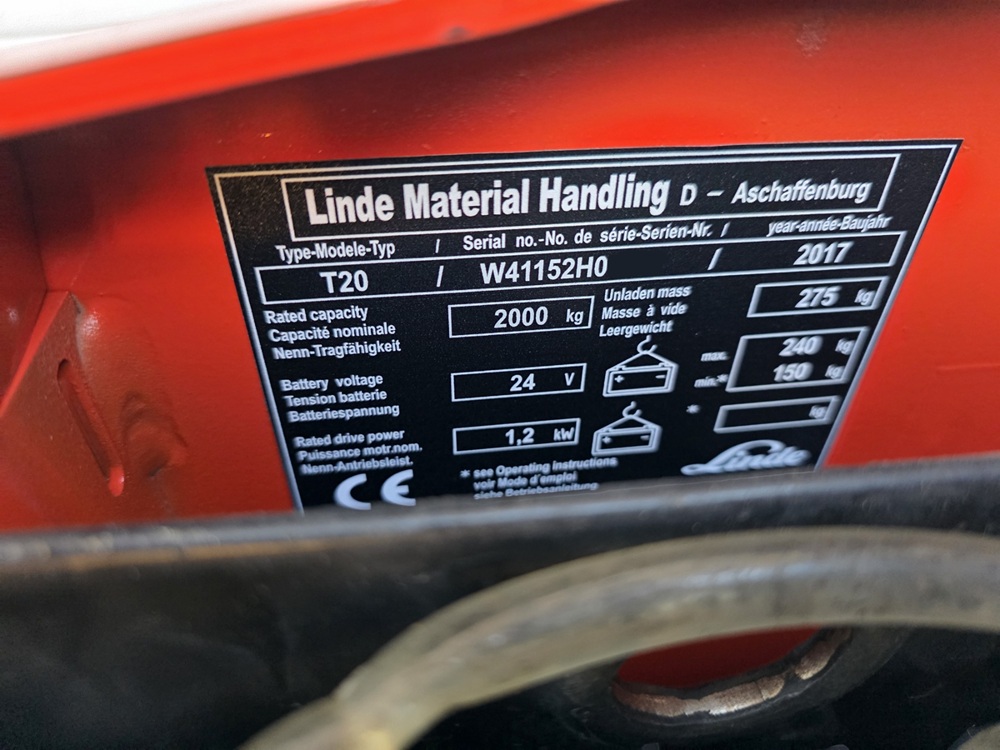 Linde Material Handling D – Aschaffenburg
Type-Modele-Typ / Serial no.-No. de série-Serien-Nr. / year-année-Baujahr
T20 / W41152H0 / 2017
Rated capacity
Capacité nominale
Nenn-Tragfähigkeit
2000 kg
Unladen mass
Masse à vide
Leergewicht
275 kg
Battery voltage
Tension batterie
Batteriespannung
24 V
max. 240 kg
min.* 150 kg
Rated drive power
Puissance motr.nom.
Nenn-Antriebsleist.
1,2 kW
* kg
* see Operating Instructions
voir Mode d'emploi
siehe Betriebsanleitung
CE
Linde